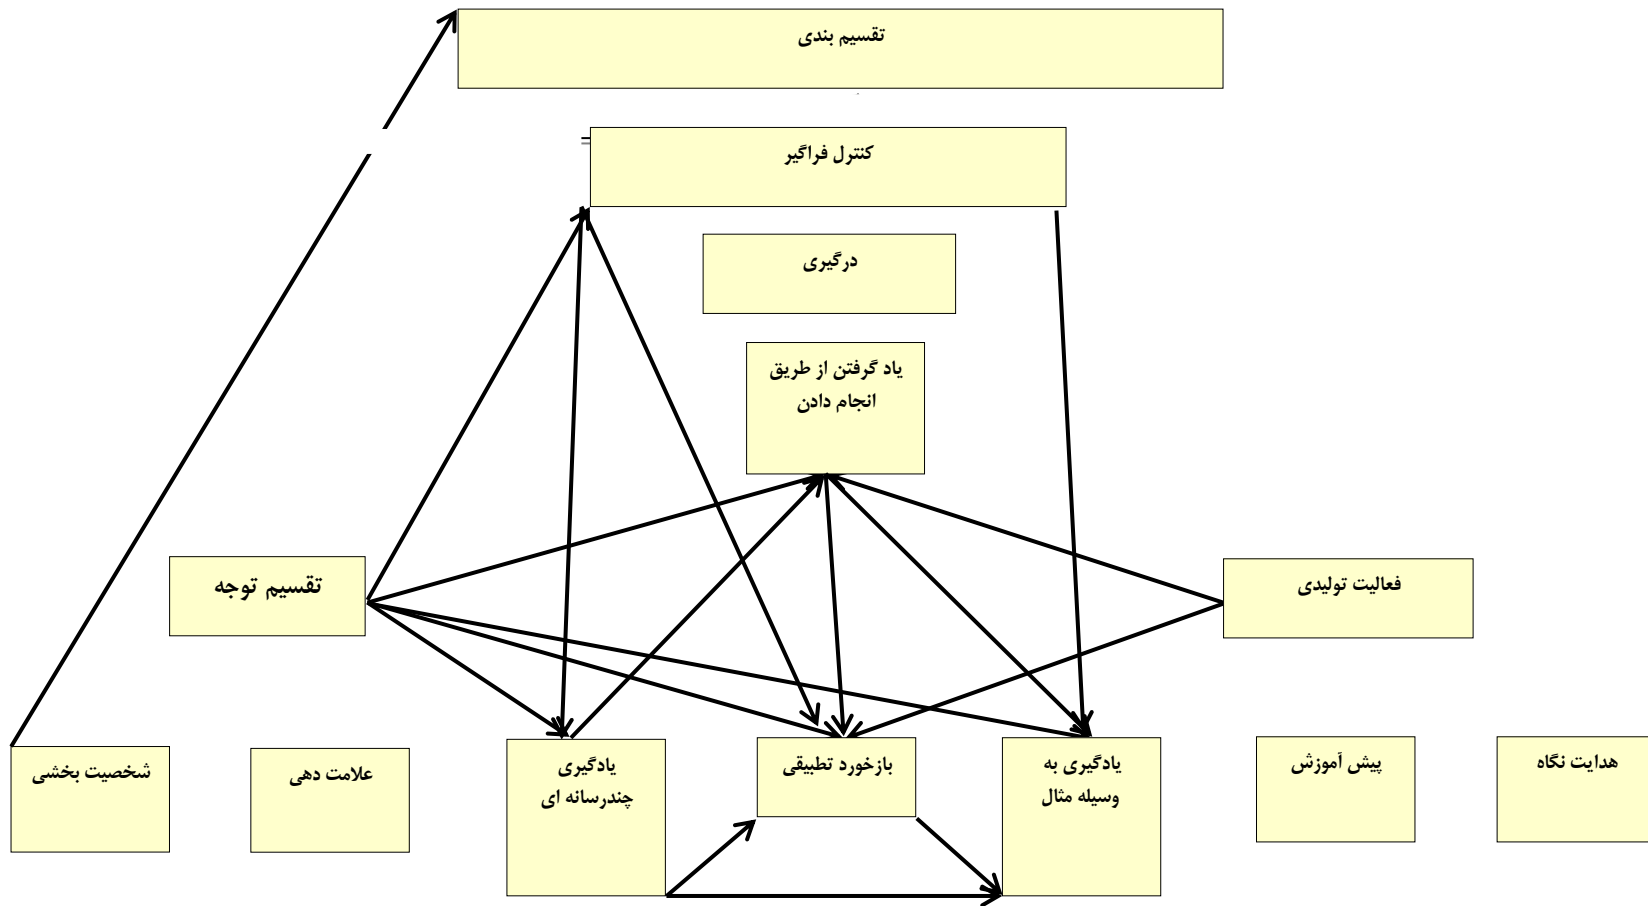 تقسیم بندی
کنترل فراگیر
درگیری
یاد گرفتن از طریق
انجام دادن
تقسیم توجه
فعالیت تولیدی
شخصیت بخشی
علامت دهی
یادگیری
چندرسانه ای
بازخورد تطبیقی
یادگیری به
وسیله مثال
پیش آموزش
هدایت نگاه